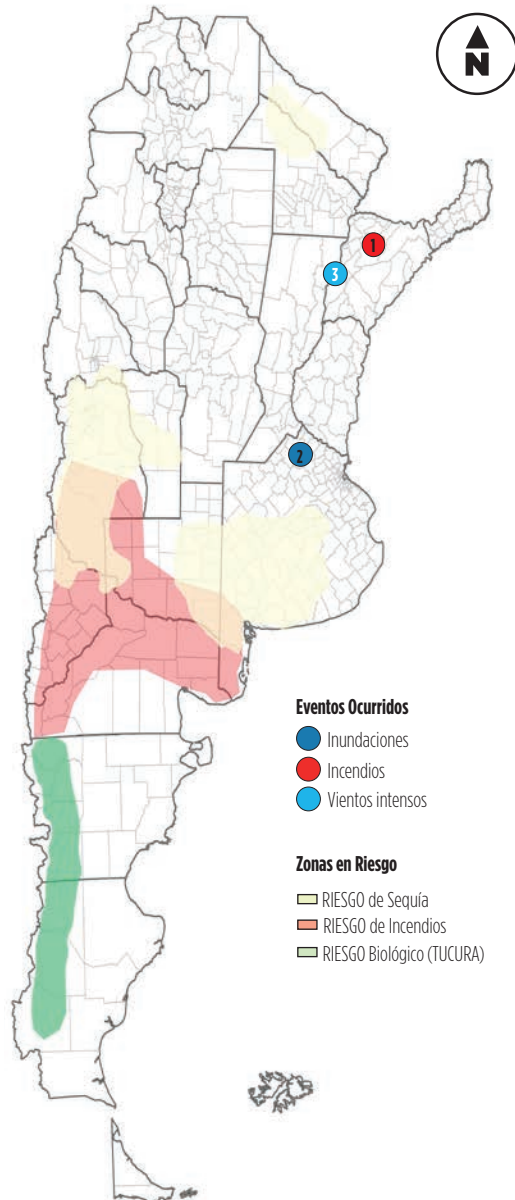 N
1
3
2
Eventos Ocurridos
Inundaciones
Incendios
Vientos intensos
Zonas en Riesgo
RIESGO de Sequía
RIESGO de Incendios
RIESGO Biológico (TUCURA)